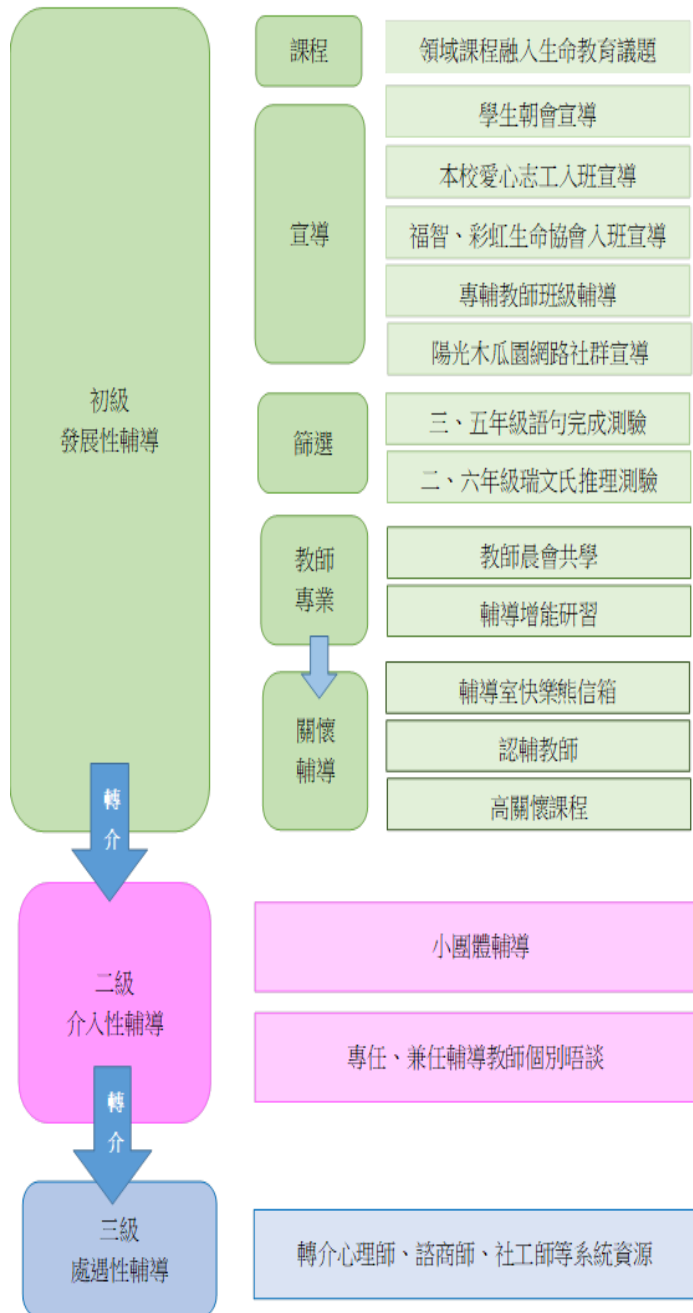 課程
領域課程融入生命教育議題
宣導
學生朝會宣導
本校愛心志工入班宣導
福智、彩虹生命協會入班宣導
專輔教師班級輔導
陽光木瓜園網路社群宣導
初級
發展性輔導
篩選
三、五年級語句完成測驗
二、六年級瑞文氏推理測驗
教師
專業
教師晨會共學
輔導增能研習
關懷
輔導
輔導室快樂熊信箱
認輔教師
高關懷課程
轉
介
二級
介入性輔導
小團體輔導
專任、兼任輔導教師個別晤談
轉
介
三級
處遇性輔導
轉介心理師、諮商師、社工師等系統資源